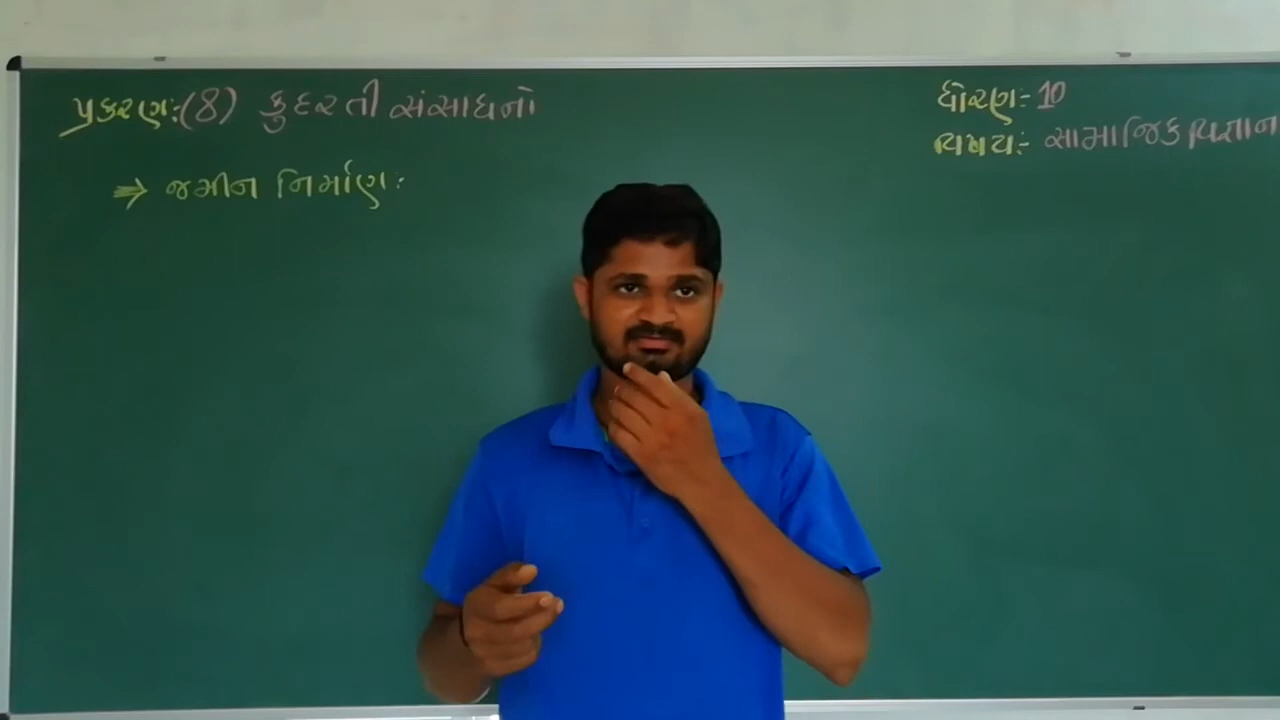 પ્રકરણ:(8) કુદરતી સંસાધનો
ધોરણ:- 10
વિષય:- સામાજિક વિજ્ઞાન
⇒ જમીન નિર્માણ: